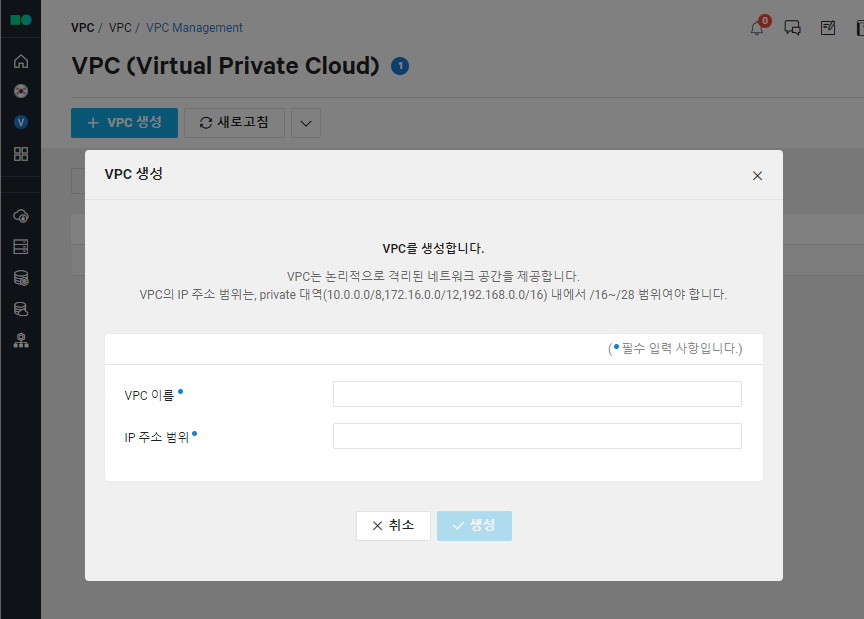 VPC / VPC / VPC Management
0
VPC (Virtual Private Cloud) 1
V
+ VPC 생성 새로고침
VPC 생성
VPC를 생성합니다.
VPC는 논리적으로 격리된 네트워크 공간을 제공합니다.
VPC의 IP 주소 범위는, private 대역(10.0.0.0/8,172.16.0.0/12,192.168.0.0/16) 내에서 /16~/28 범위여야 합니다.
(•필수 입력 사항입니다.)
VPC 이름•
IP 주소 범위•
취소 생성